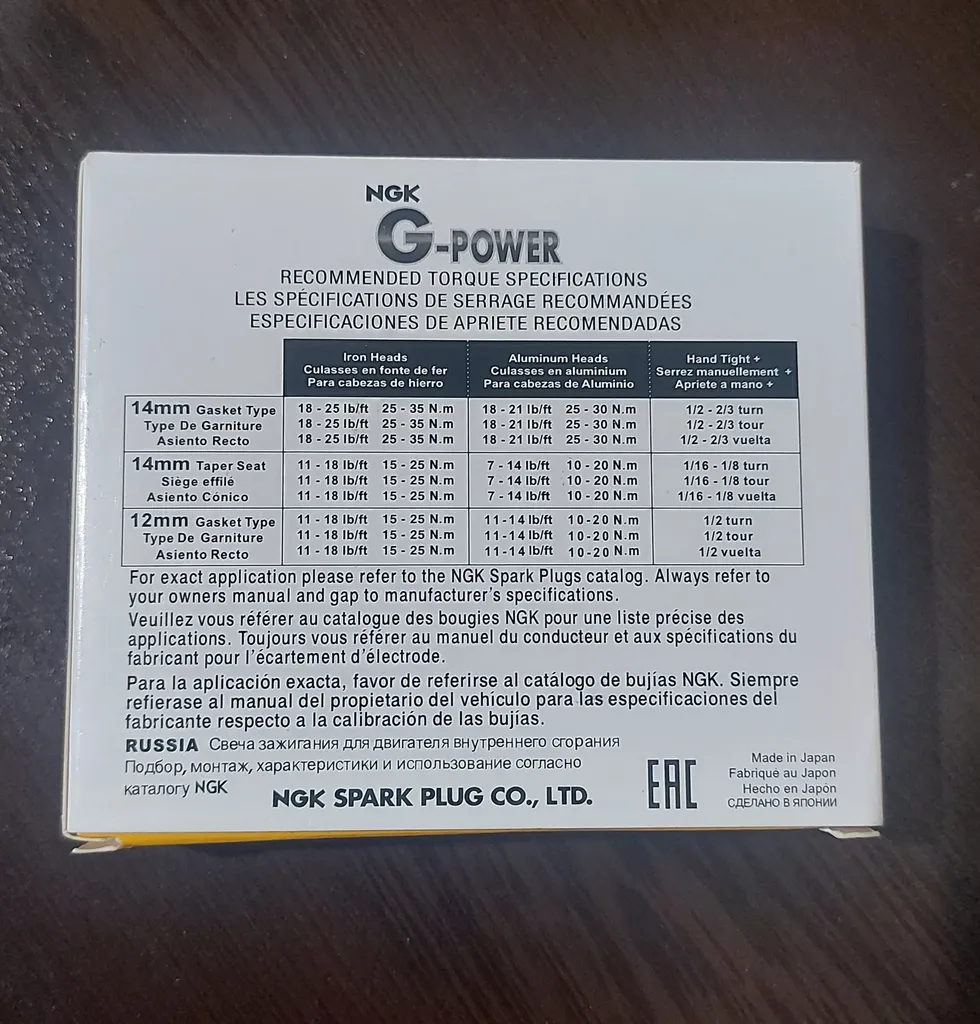 NGK
G-POWER
RECOMMENDED TORQUE SPECIFICATIONS
LES SPÉCIFICATIONS DE SERRAGE RECOMMANDÉES
ESPECIFICACIONES DE APRIETE RECOMENDADAS
Iron Heads Aluminum Heads Hand Tight +
Culasses en fonte de fer Culasses en aluminium Serrez manuellement +
Para cabezas de hierro Para cabezas de Aluminio Apriete a mano +
14mm Gasket Type 18 - 25 lb/ft 25 - 35 N.m 18 - 21 lb/ft 25 - 30 N.m 1/2 - 2/3 turn
Type De Garniture 18 - 25 lb/ft 25 - 35 N.m 18 - 21 lb/ft 25 - 30 N.m 1/2 - 2/3 tour
Asiento Recto 18 - 25 lb/ft 25 - 35 N.m 18 - 21 lb/ft 25 - 30 N.m 1/2 - 2/3 vuelta
14mm Taper Seat 11 - 18 lb/ft 15 - 25 N.m 7 - 14 lb/ft 10 - 20 N.m 1/16 - 1/8 turn
Siège effilé 11 - 18 lb/ft 15 - 25 N.m 7 - 14 lb/ft 10 - 20 N.m 1/16 - 1/8 tour
Asiento Cónico 11 - 18 lb/ft 15 - 25 N.m 7 - 14 lb/ft 10 - 20 N.m 1/16 - 1/8 vuelta
12mm Gasket Type 11 - 18 lb/ft 15 - 25 N.m 11-14 lb/ft 10-20 N.m 1/2 turn
Type De Garniture 11 - 18 lb/ft 15 - 25 N.m 11-14 lb/ft 10-20 N.m 1/2 tour
Asiento Recto 11 - 18 lb/ft 15 - 25 N.m 11-14 lb/ft 10-20 N.m 1/2 vuelta
For exact application please refer to the NGK Spark Plugs catalog. Always refer to
your owners manual and gap to manufacturer's specifications.
Veuillez vous référer au catalogue des bougies NGK pour une liste précise des
applications. Toujours vous référer au manuel du conducteur et aux spécifications du
fabricant pour l'écartement d'électrode.
Para la aplicación exacta, favor de referirse al catálogo de bujías NGK. Siempre
refierase al manual del propietario del vehículo para las especificaciones del
fabricante respecto a la calibración de las bujías.
RUSSIA Свеча зажигания для двигателя внутреннего сгорания
Подбор, монтаж, характеристики и использование согласно
каталогу NGK
NGK SPARK PLUG CO., LTD.
EAC
Made in Japan
Fabriqué au Japon
Hecho en Japón
СДЕЛАНО В ЯПОНИИ